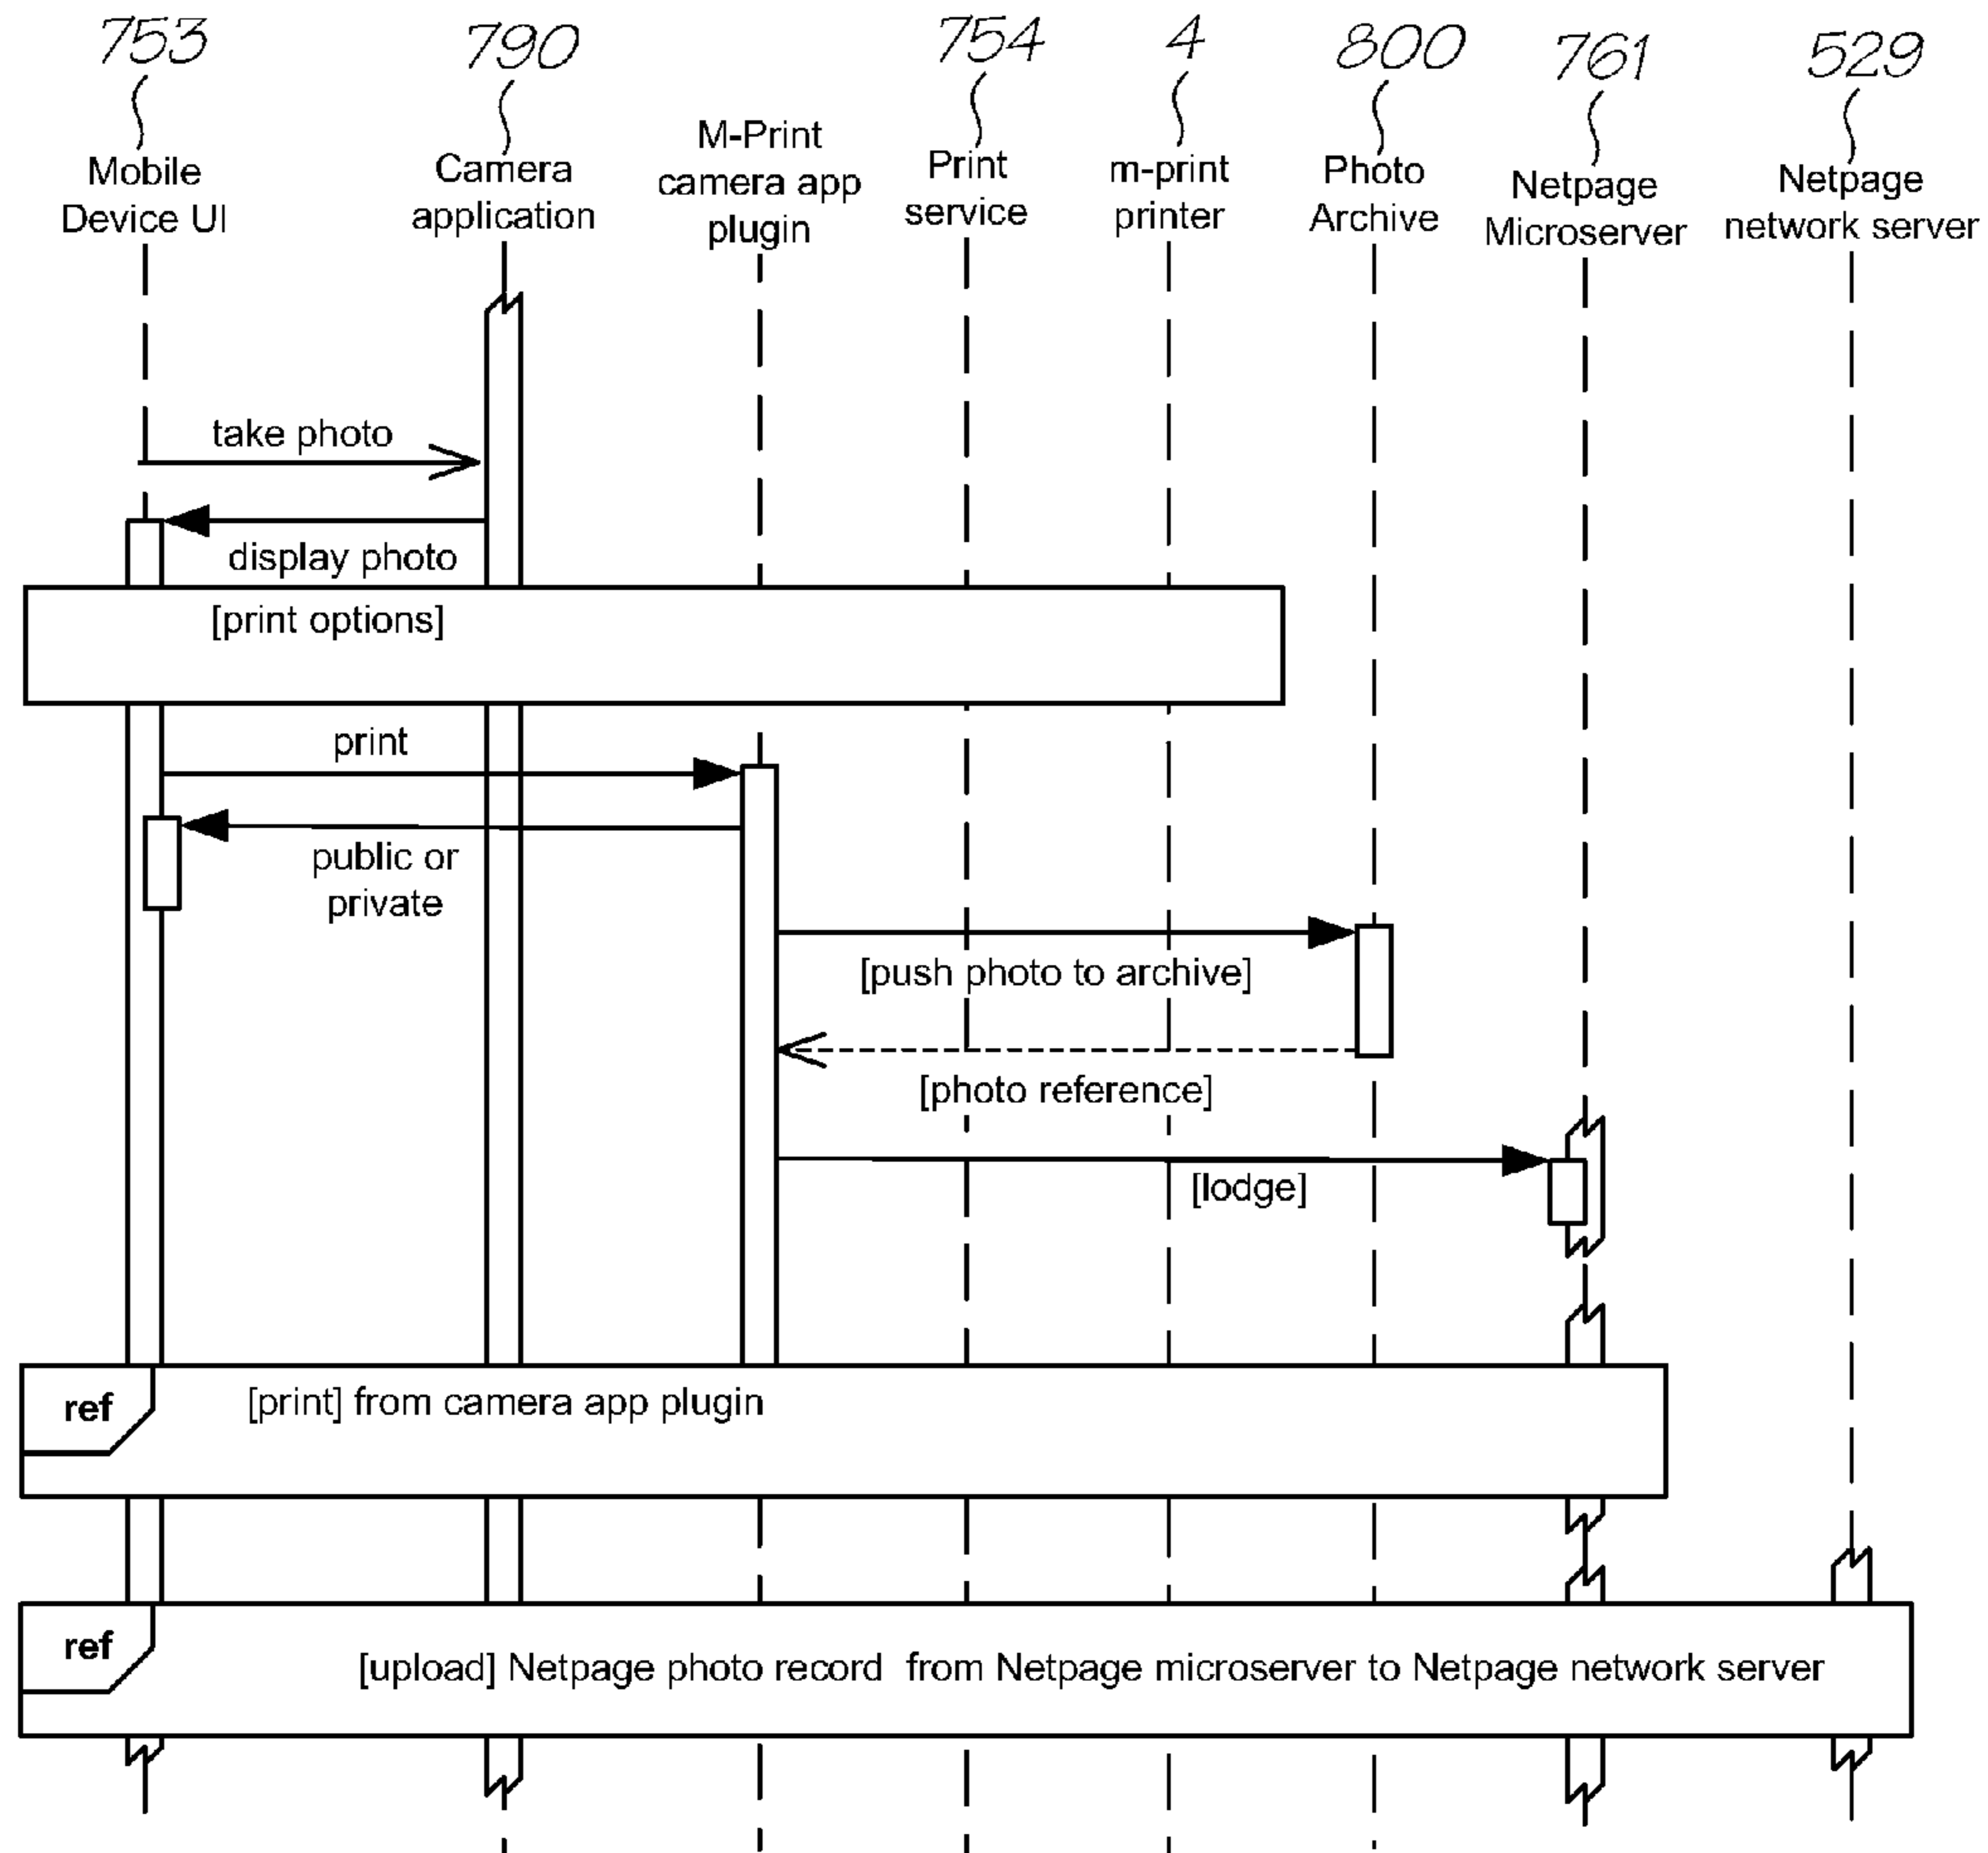 753 790 754 4 800 761 529
Mobile
Device UI
Camera
application
M-Print
camera app
plugin
Print
service
m-print
printer
Photo
Archive
Netpage
Microserver
Netpage
network server
take photo
display photo
[print options]
print
public or
private
[push photo to archive]
[photo reference]
[lodge]
ref
[print] from camera app plugin
ref
[upload] Netpage photo record from Netpage microserver to Netpage network server